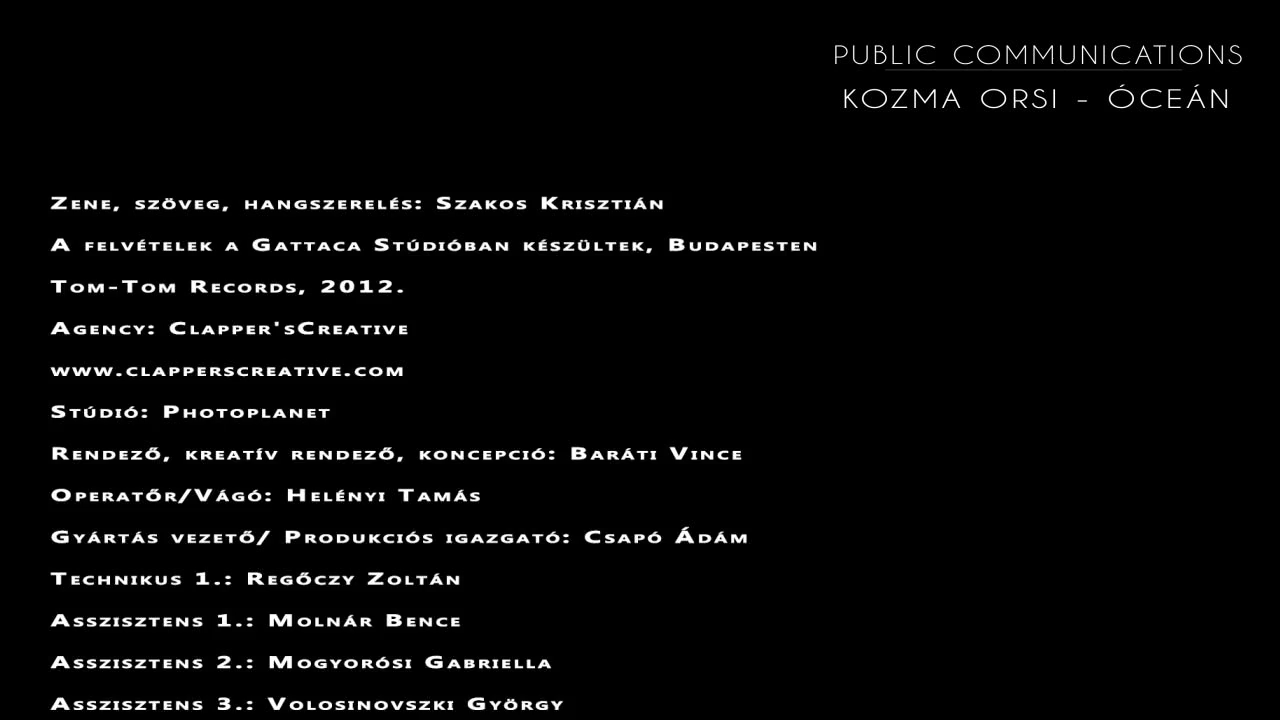 PUBLIC COMMUNICATIONS
KOZMA ORSI - ÓCEÁN
Zene, szöveg, hangszerelés: Szakos Krisztián
A felvételek a Gattaca Stúdióban készültek, Budapesten
Tom-Tom Records, 2012.
Agency: Clapper'sCreative
www.clapperscreative.com
Stúdió: Photoplanet
Rendező, kreatív rendező, koncepció: Baráti Vince
Operatőr/Vágó: Helényi Tamás
Gyártás vezető/ Produkciós igazgató: Csapó Ádám
Technikus 1.: Regőczy Zoltán
Asszisztens 1.: Molnár Bence
Asszisztens 2.: Mogyorósi Gabriella
Asszisztens 3.: Volosinovszki György